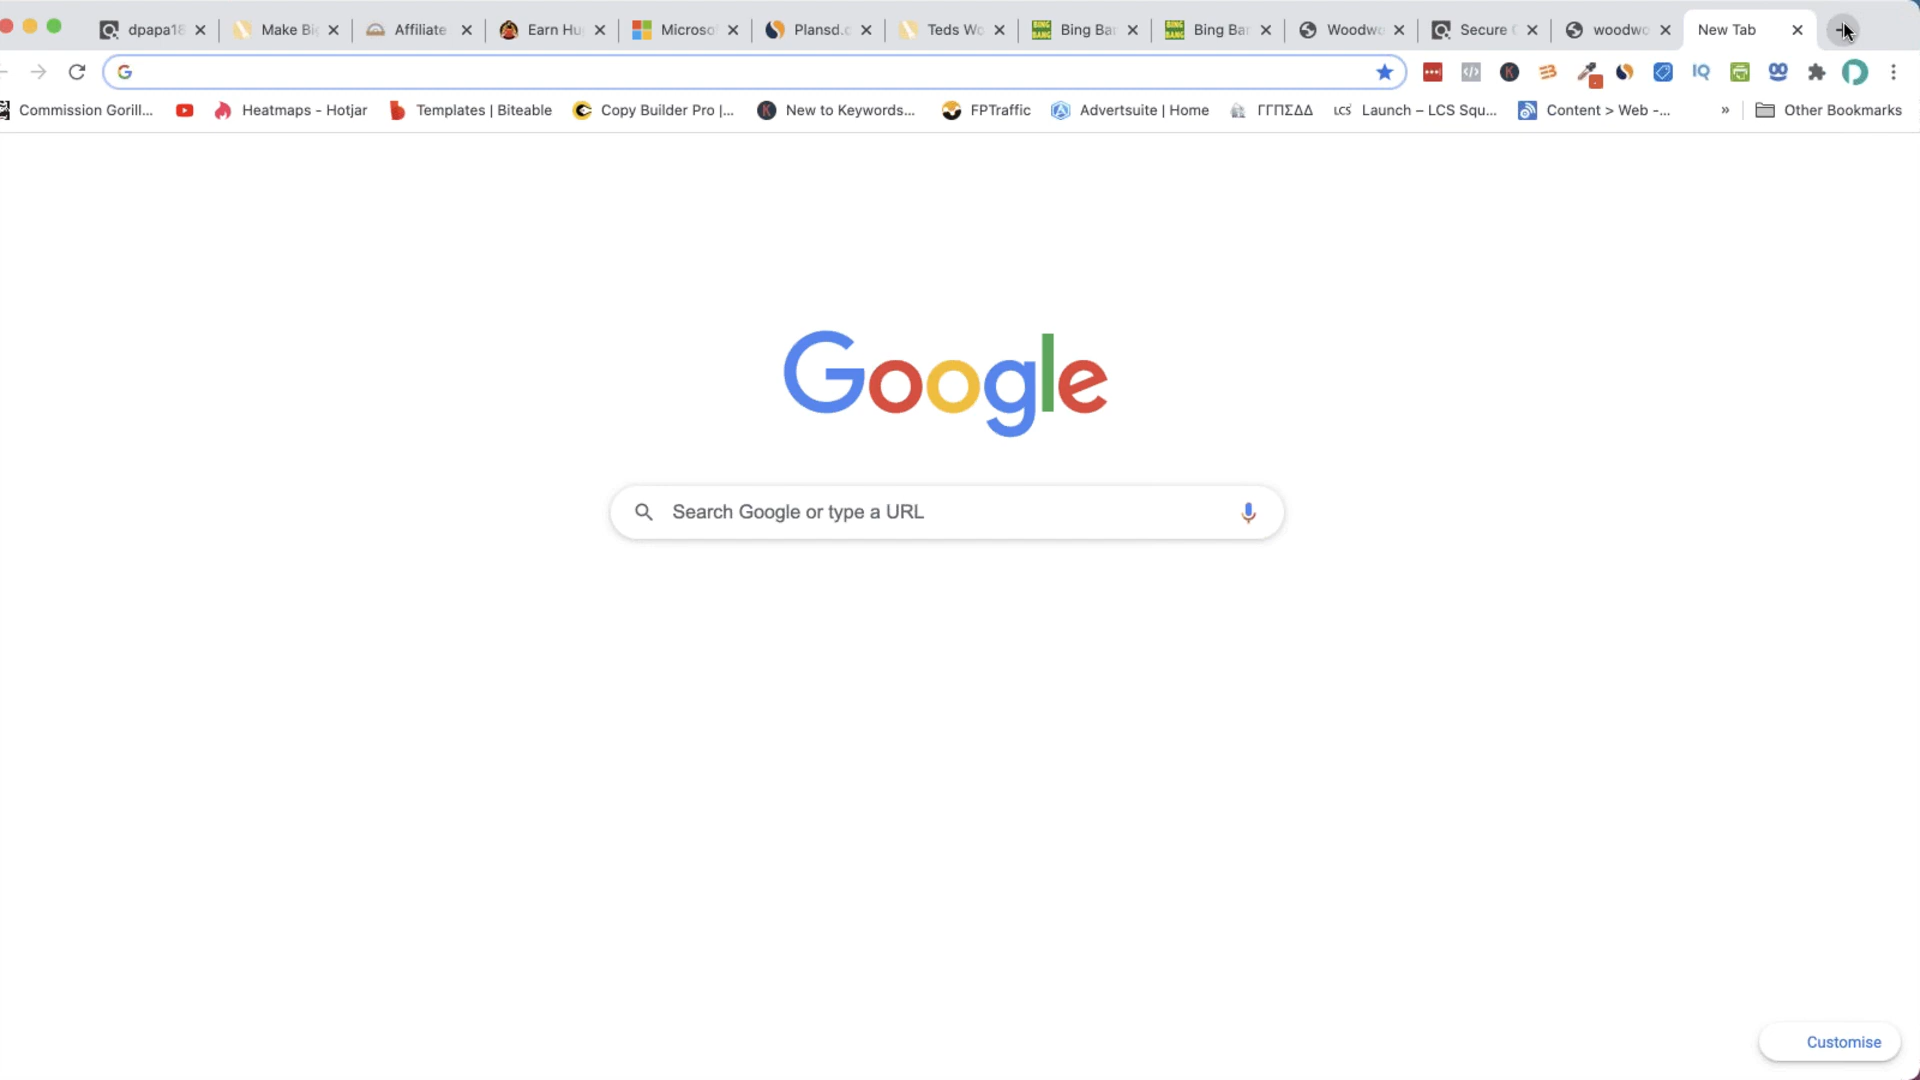 dpapa18 Make Big Affiliate Earn Hu Microso Plansd.c Teds Wo Bing Bar Bing Bar Woodwo Secure woodwo New Tab
Commission Gorill... Heatmaps - Hotjar Templates | Biteable Copy Builder Pro |... New to Keywords... FPTraffic Advertsuite | Home ΓΓΠΣΔΔ LCS Launch – LCS Squ... Content > Web -... » Other Bookmarks
Google
Search Google or type a URL
Customise